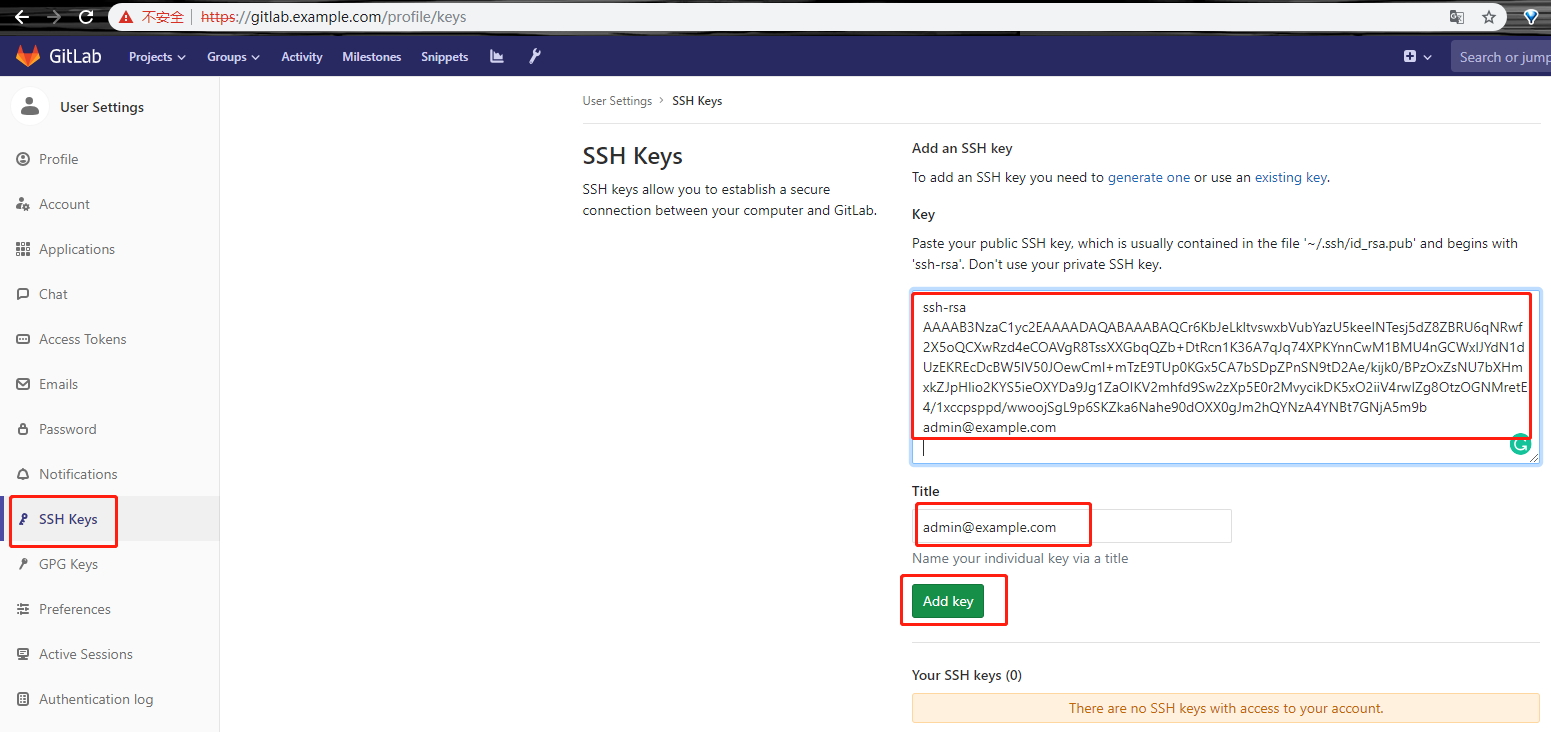 不安全 https://gitlab.example.com/profile/keys
GitLab Projects Groups Activity Milestones Snippets Search or jump
User Settings
Profile
Account
Applications
Chat
Access Tokens
Emails
Password
Notifications
SSH Keys
GPG Keys
Preferences
Active Sessions
Authentication log
User Settings > SSH Keys
SSH Keys
SSH keys allow you to establish a secure
connection between your computer and GitLab.
Add an SSH key
To add an SSH key you need to generate one or use an existing key.
Key
Paste your public SSH key, which is usually contained in the file '~/.ssh/id_rsa.pub' and begins with
'ssh-rsa'. Don't use your private SSH key.
ssh-rsa
AAAAB3NzaC1yc2EAAAADAQABAAABAQCr6KbJeLkltvswxbVubYazU5keeINTesj5dZ8ZBRU6qNRwf
2X5oQCXwRzd4eCOAVgR8TssXXGbqQZb+DtRcn1K36A7qJq74XPKYnnCwM1BMU4nGCWxIJYdN1d
UzEKREcDcBW5IV50JOewCmI+mTzE9TUp0KGx5CA7bSDpZPnSN9tD2Ae/kijk0/BPzOxZsNU7bXHm
xkZJpHIio2KYS5ieOXYDa9Jg1ZaOIKV2mhfd9Sw2zXp5E0r2MvycikDK5xO2iiV4rwIZg8OtzOGNMretE
4/1xccpsppd/wwoojSgL9p6SKZka6Nahe90dOXX0gJm2hQYNzA4YNBt7GNjA5m9b
admin@example.com
Title
admin@example.com
Name your individual key via a title
Add key
Your SSH keys (0)
There are no SSH keys with access to your account.